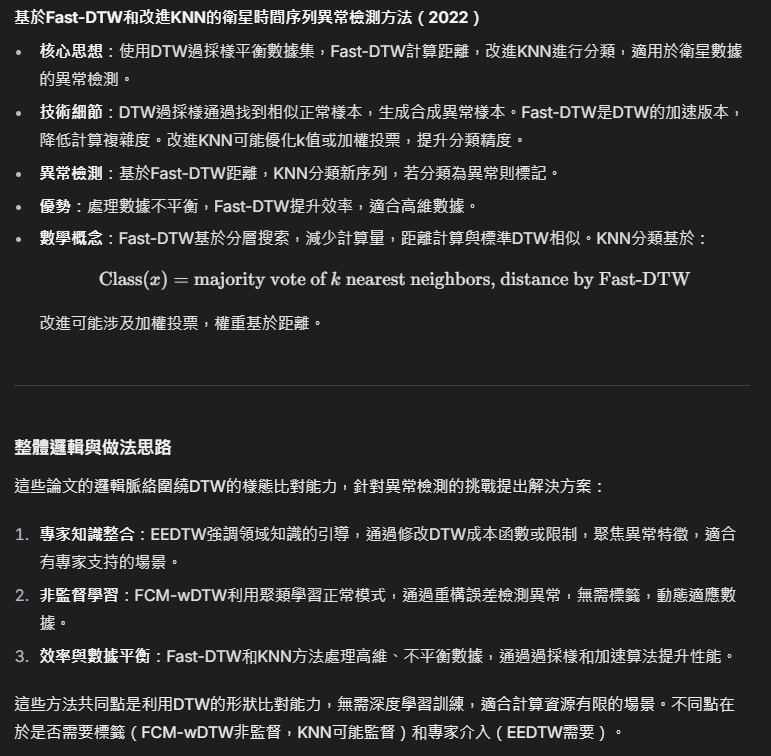 基於Fast-DTW和改進KNN的衛星時間序列異常檢測方法（2022）
• 核心思想：使用DTW過採樣平衡數據集，Fast-DTW計算距離，改進KNN進行分類，適用於衛星數據
的異常檢測。
• 技術細節：DTW過採樣通過找到相似正常樣本，生成合成異常樣本。Fast-DTW是DTW的加速版本，
降低計算複雜度。改進KNN可能優化k值或加權投票，提升分類精度。
• 異常檢測：基於Fast-DTW距離，KNN分類新序列，若分類為異常則標記。
• 優勢：處理數據不平衡，Fast-DTW提升效率，適合高維數據。
• 數學概念：Fast-DTW基於分層搜索，減少計算量，距離計算與標準DTW相似。KNN分類基於：
Class(x) = majority vote of k nearest neighbors, distance by Fast-DTW
改進可能涉及加權投票，權重基於距離。
整體邏輯與做法思路
這些論文的邏輯脈絡圍繞DTW的樣態比對能力，針對異常檢測的挑戰提出解決方案：
1. 專家知識整合：EEDTW強調領域知識的引導，通過修改DTW成本函數或限制，聚焦異常特徵，適合
有專家支持的場景。
2. 非監督學習：FCM-wDTW利用聚類學習正常模式，通過重構誤差檢測異常，無需標籤，動態適應數
據。
3. 效率與數據平衡：Fast-DTW和KNN方法處理高維、不平衡數據，通過過採樣和加速算法提升性能。
這些方法共同點是利用DTW的形狀比對能力，無需深度學習訓練，適合計算資源有限的場景。不同點在
於是否需要標籤（FCM-wDTW非監督，KNN可能監督）和專家介入（EEDTW需要）。